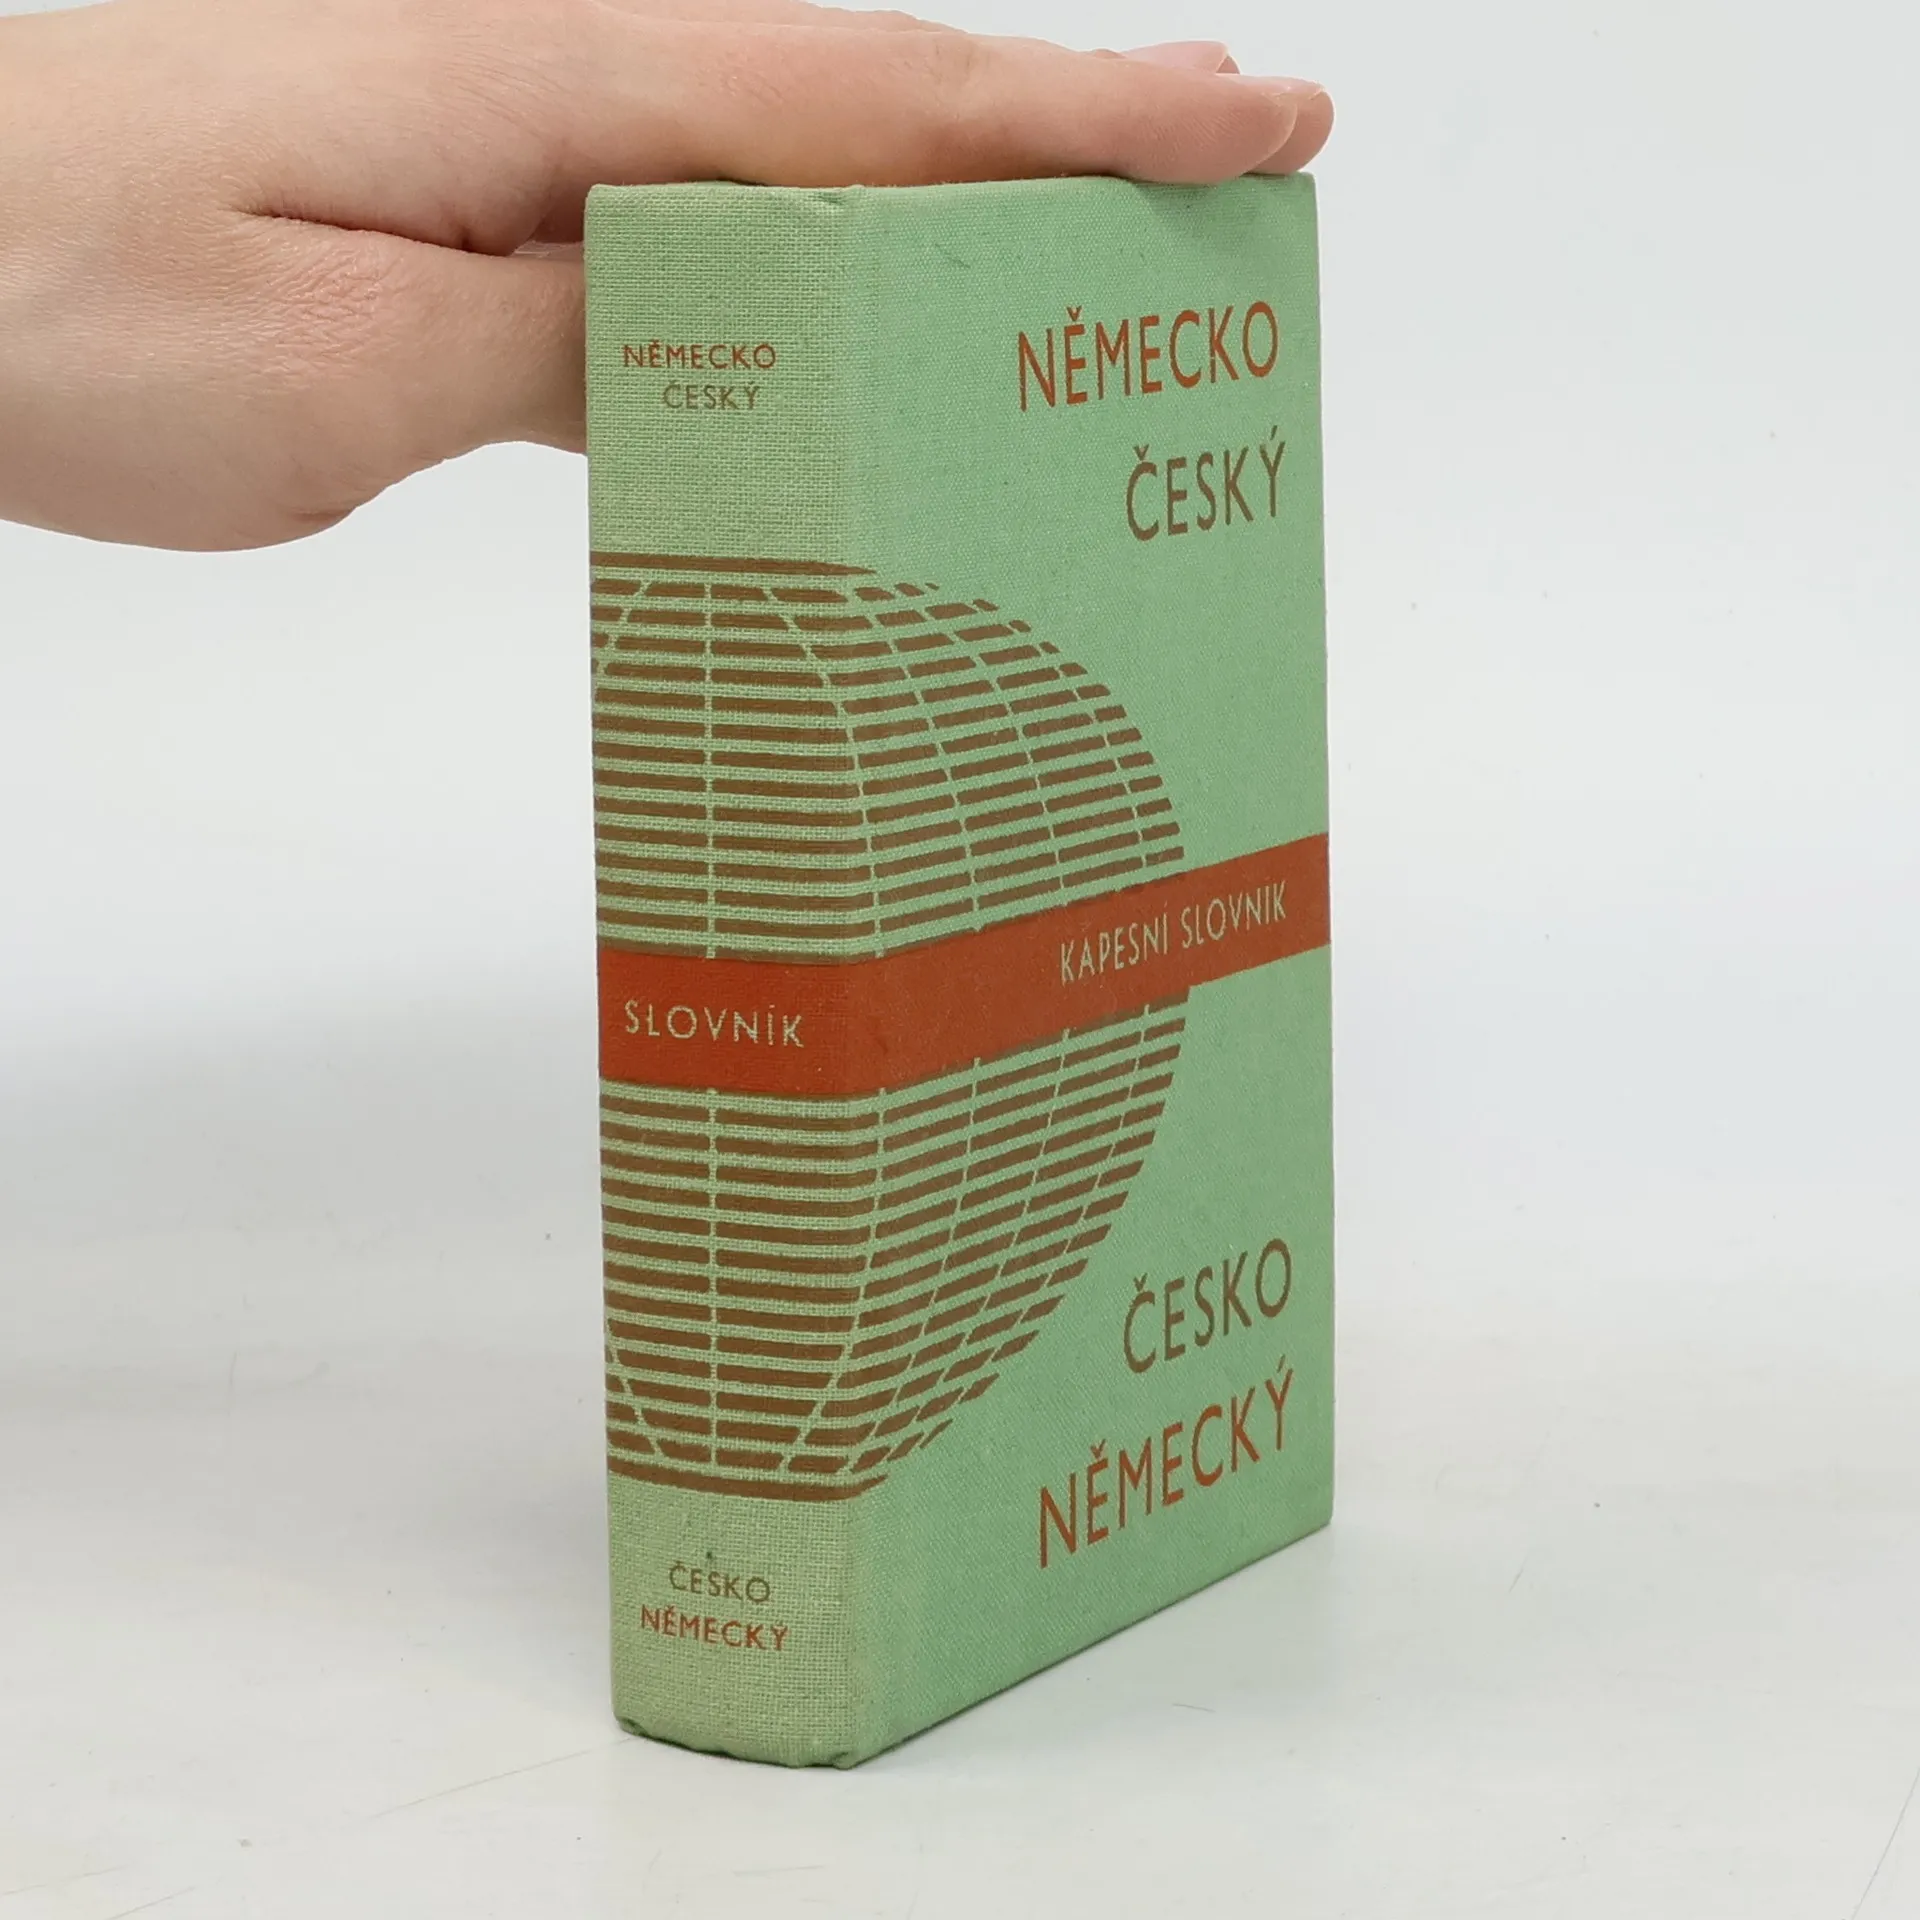 NĚMECKO
ČESKÝ
SLOVNÍK
ČESKO
NĚMECKÝ
NĚMECKO
ČESKÝ
KAPESNÍ SLOVNÍK
ČESKO
NĚMECKÝ